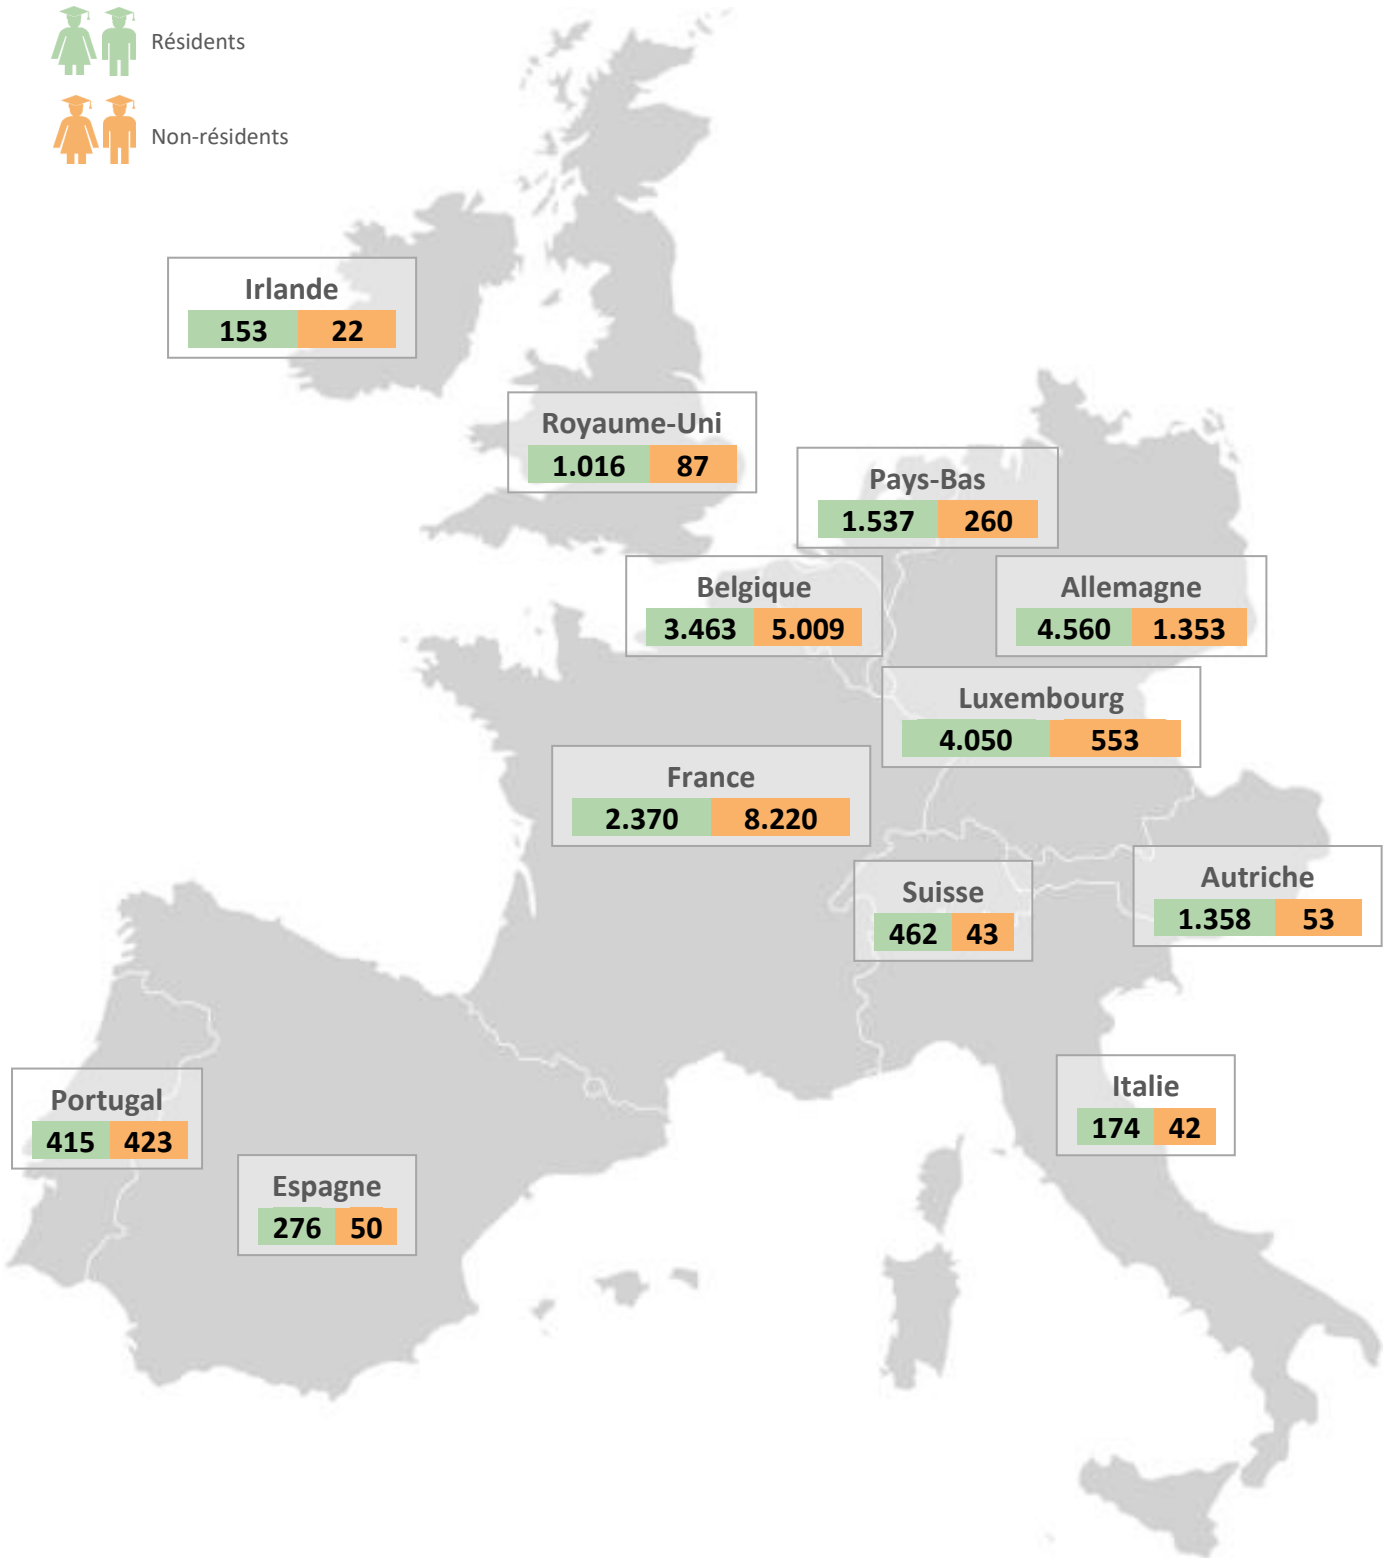 Résidents
Non-résidents
Irlande
153 22
Royaume-Uni
1.016 87
Pays-Bas
1.537 260
Belgique
3.463 5.009
Allemagne
4.560 1.353
Luxembourg
4.050 553
France
2.370 8.220
Suisse
462 43
Autriche
1.358 53
Portugal
415 423
Italie
174 42
Espagne
276 50